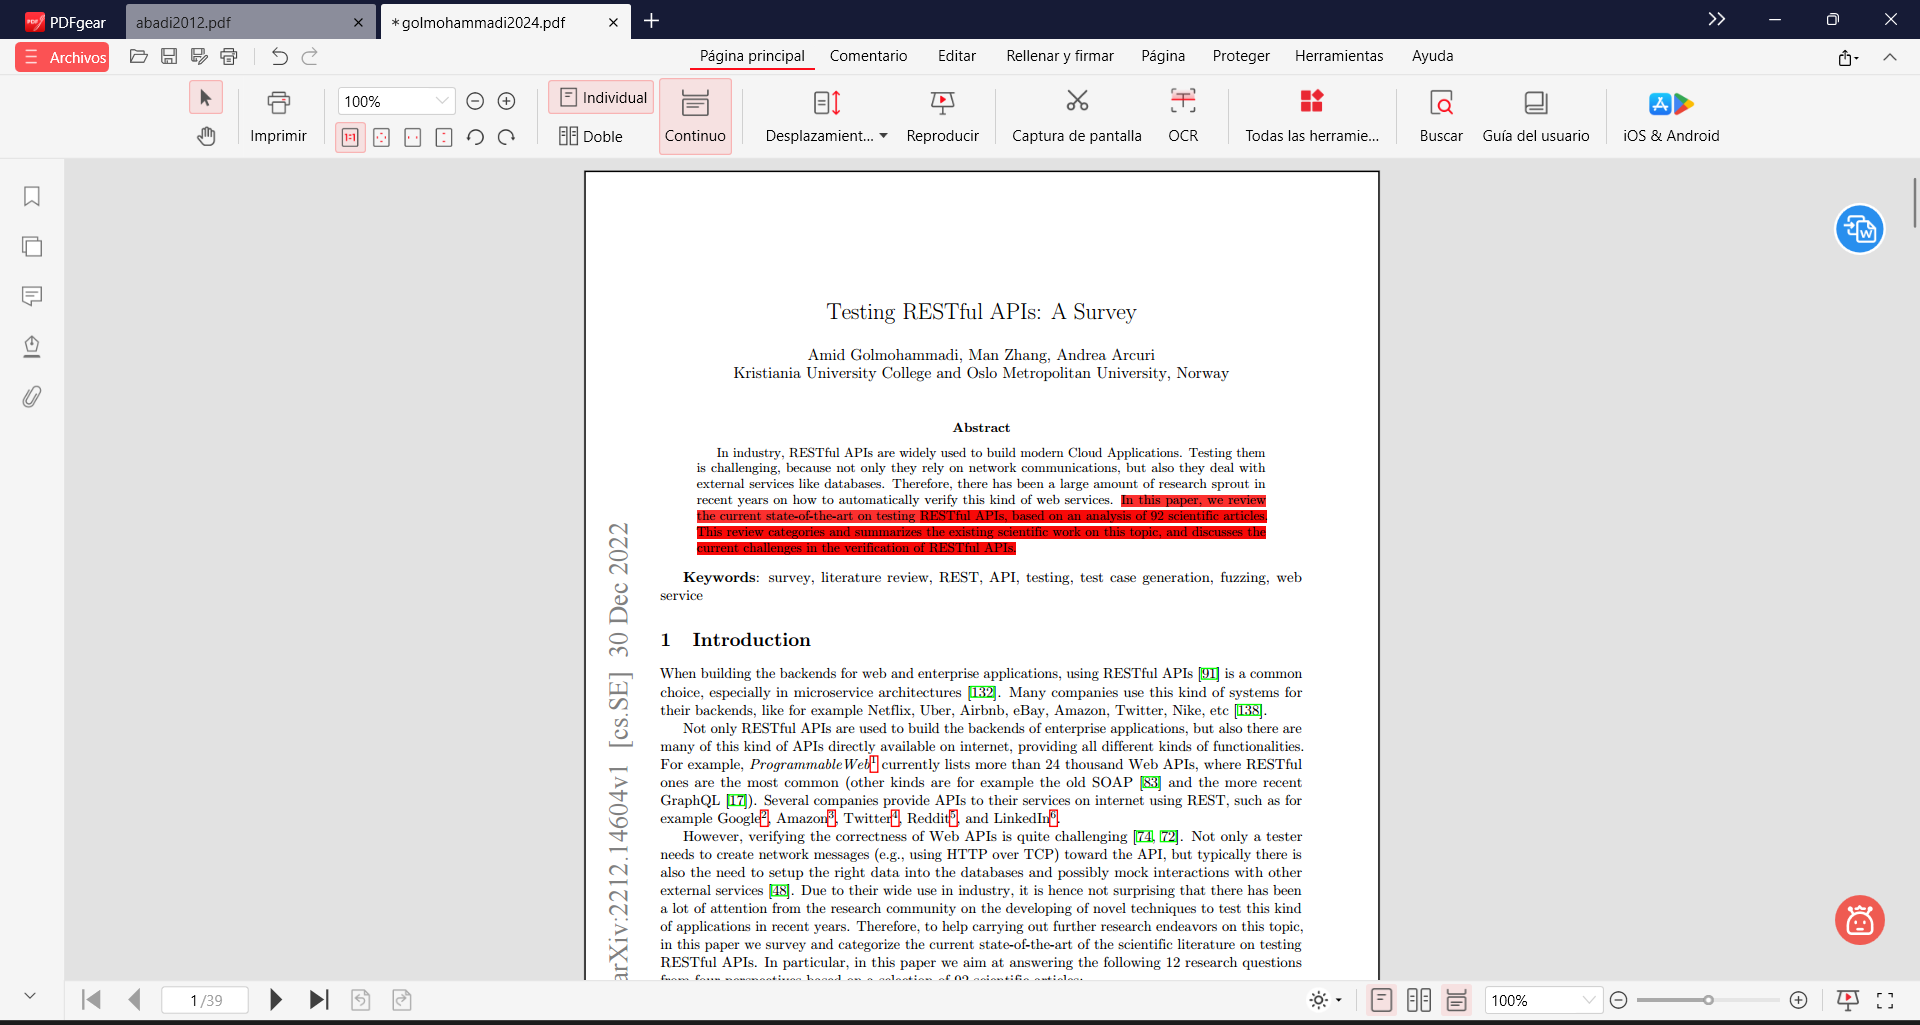 PDFgear
abadi2012.pdf
*golmohammadi2024.pdf
Archivos
Página principal
Comentario
Editar
Rellenar y firmar
Página
Proteger
Herramientas
Ayuda
Imprimir
100%
1:1
Individual
Doble
Continuo
Desplazamient...
Reproducir
Captura de pantalla
OCR
Todas las herramie...
Buscar
Guía del usuario
iOS & Android
Testing RESTful APIs: A Survey
Amid Golmohammadi, Man Zhang, Andrea Arcuri
Kristiania University College and Oslo Metropolitan University, Norway
Abstract
In industry, RESTful APIs are widely used to build modern Cloud Applications. Testing them
is challenging, because not only they rely on network communications, but also they deal with
external services like databases. Therefore, there has been a large amount of research sprout in
recent years on how to automatically verify this kind of web services. In this paper, we review
the current state-of-the-art on testing RESTful APIs, based on an analysis of 92 scientific articles.
This review categories and summarizes the existing scientific work on this topic, and discusses the
current challenges in the verification of RESTful APIs.
Keywords: survey, literature review, REST, API, testing, test case generation, fuzzing, web
service
1 Introduction
When building the backends for web and enterprise applications, using RESTful APIs [91] is a common
choice, especially in microservice architectures [132]. Many companies use this kind of systems for
their backends, like for example Netflix, Uber, Airbnb, eBay, Amazon, Twitter, Nike, etc [138].
Not only RESTful APIs are used to build the backends of enterprise applications, but also there are
many of this kind of APIs directly available on internet, providing all different kinds of functionalities.
For example, ProgrammableWeb1 currently lists more than 24 thousand Web APIs, where RESTful
ones are the most common (other kinds are for example the old SOAP [83] and the more recent
GraphQL [17]). Several companies provide APIs to their services on internet using REST, such as for
example Google2, Amazon3, Twitter4, Reddit5, and LinkedIn6.
However, verifying the correctness of Web APIs is quite challenging [74, 72]. Not only a tester
needs to create network messages (e.g., using HTTP over TCP) toward the API, but typically there is
also the need to setup the right data into the databases and possibly mock interactions with other
external services [48]. Due to their wide use in industry, it is hence not surprising that there has been
a lot of attention from the research community on the developing of novel techniques to test this kind
of applications in recent years. Therefore, to help carrying out further research endeavors on this topic,
in this paper we survey and categorize the current state-of-the-art of the scientific literature on testing
RESTful APIs. In particular, in this paper we aim at answering the following 12 research questions
from four perspectives based on a selection of 92 scientific articles:
arXiv:2212.14604v1 [cs.SE] 30 Dec 2022
1 /39
100%